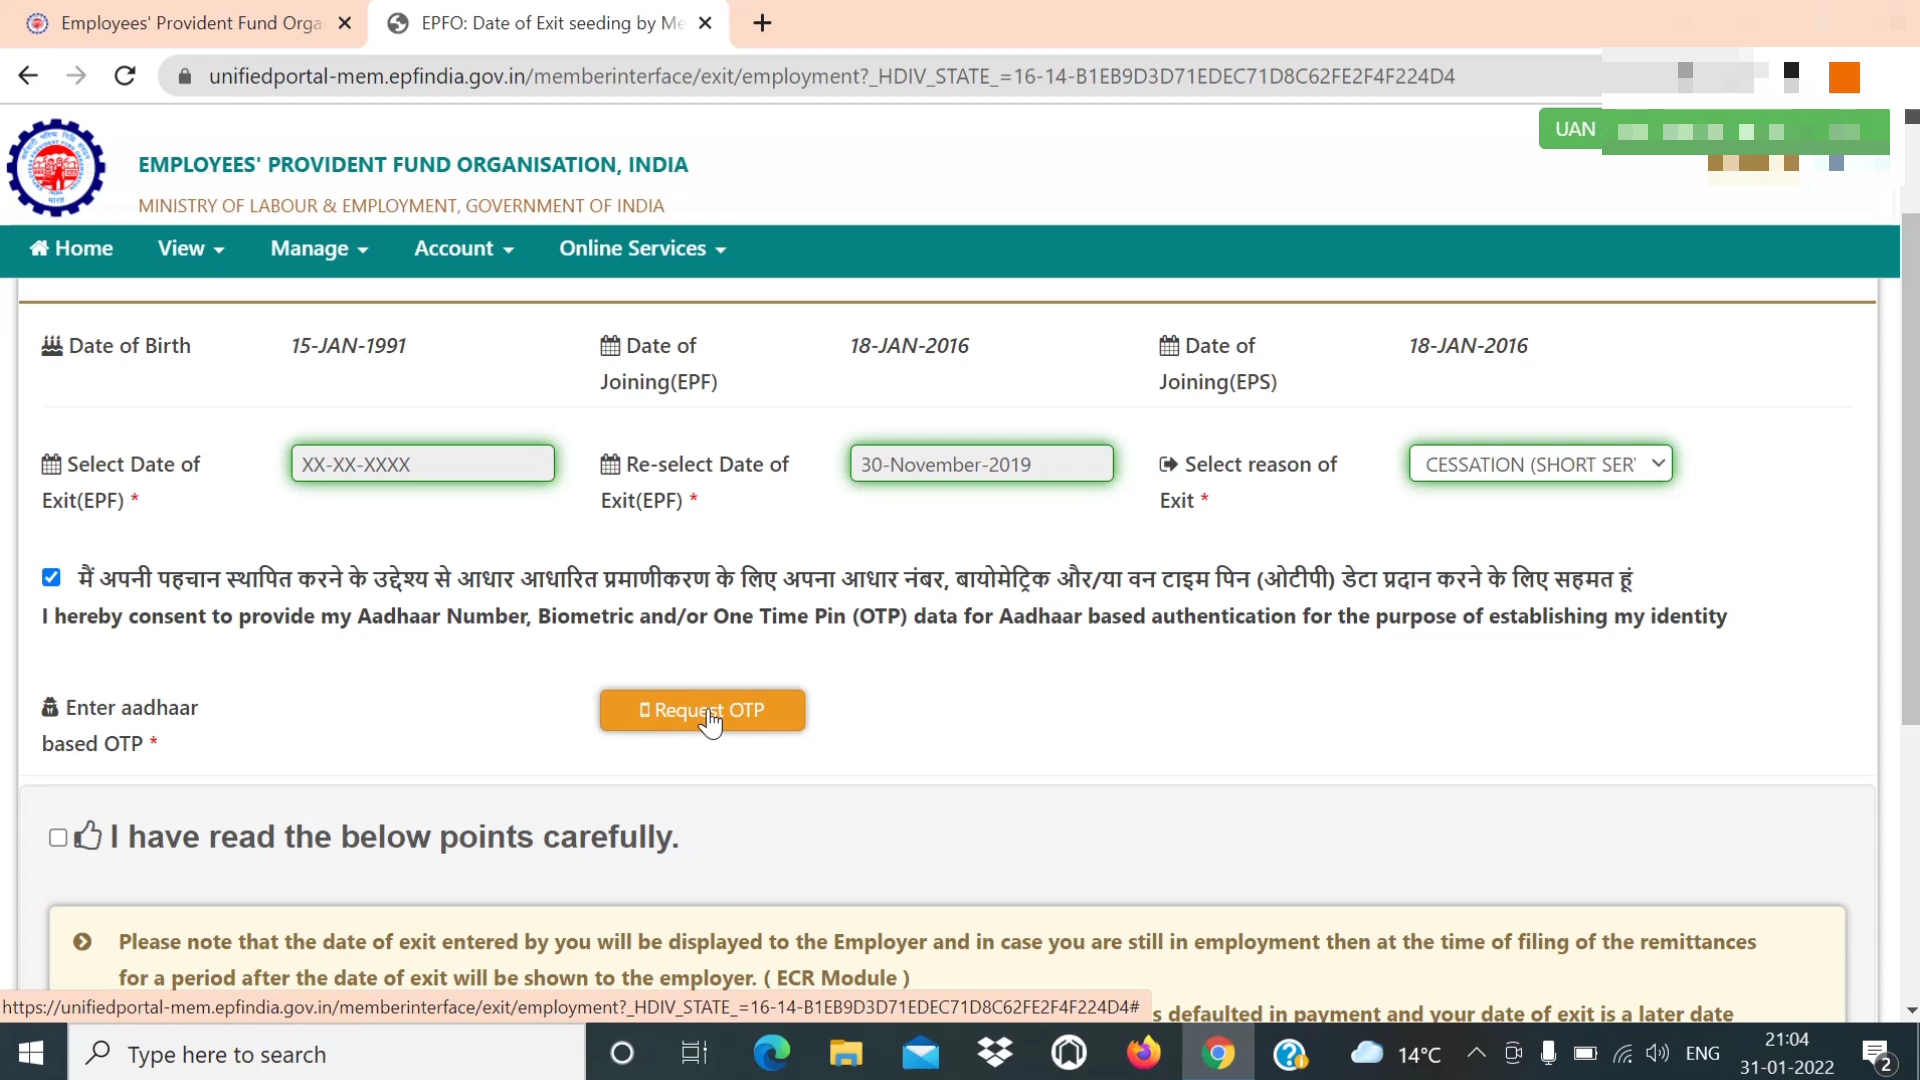 Employees' Provident Fund Orga
EPFO: Date of Exit seeding by Me
unifiedportal-mem.epfindia.gov.in/memberinterface/exit/employment?_HDIV_STATE_=16-14-B1EB9D3D71EDEC71D8C62FE2F4F224D4
UAN
EMPLOYEES' PROVIDENT FUND ORGANISATION, INDIA
MINISTRY OF LABOUR & EMPLOYMENT, GOVERNMENT OF INDIA
Home View Manage Account Online Services
Date of Birth 15-JAN-1991 Date of Joining(EPF) 18-JAN-2016 Date of Joining(EPS) 18-JAN-2016
Select Date of Exit(EPF) * XX-XX-XXXX Re-select Date of Exit(EPF) * 30-November-2019 Select reason of Exit * CESSATION (SHORT SER
मैं अपनी पहचान स्थापित करने के उद्देश्य से आधार आधारित प्रमाणीकरण के लिए अपना आधार नंबर, बायोमेट्रिक और/या वन टाइम पिन (ओटीपी) डेटा प्रदान करने के लिए सहमत हूं
I hereby consent to provide my Aadhaar Number, Biometric and/or One Time Pin (OTP) data for Aadhaar based authentication for the purpose of establishing my identity
Enter aadhaar based OTP * Request OTP
I have read the below points carefully.
Please note that the date of exit entered by you will be displayed to the Employer and in case you are still in employment then at the time of filing of the remittances
for a period after the date of exit will be shown to the employer. ( ECR Module )
https://unifiedportal-mem.epfindia.gov.in/memberinterface/exit/employment?_HDIV_STATE_=16-14-B1EB9D3D71EDEC71D8C62FE2F4F224D4#
s defaulted in payment and your date of exit is a later date
Type here to search
14°C
ENG
21:04
31-01-2022
2